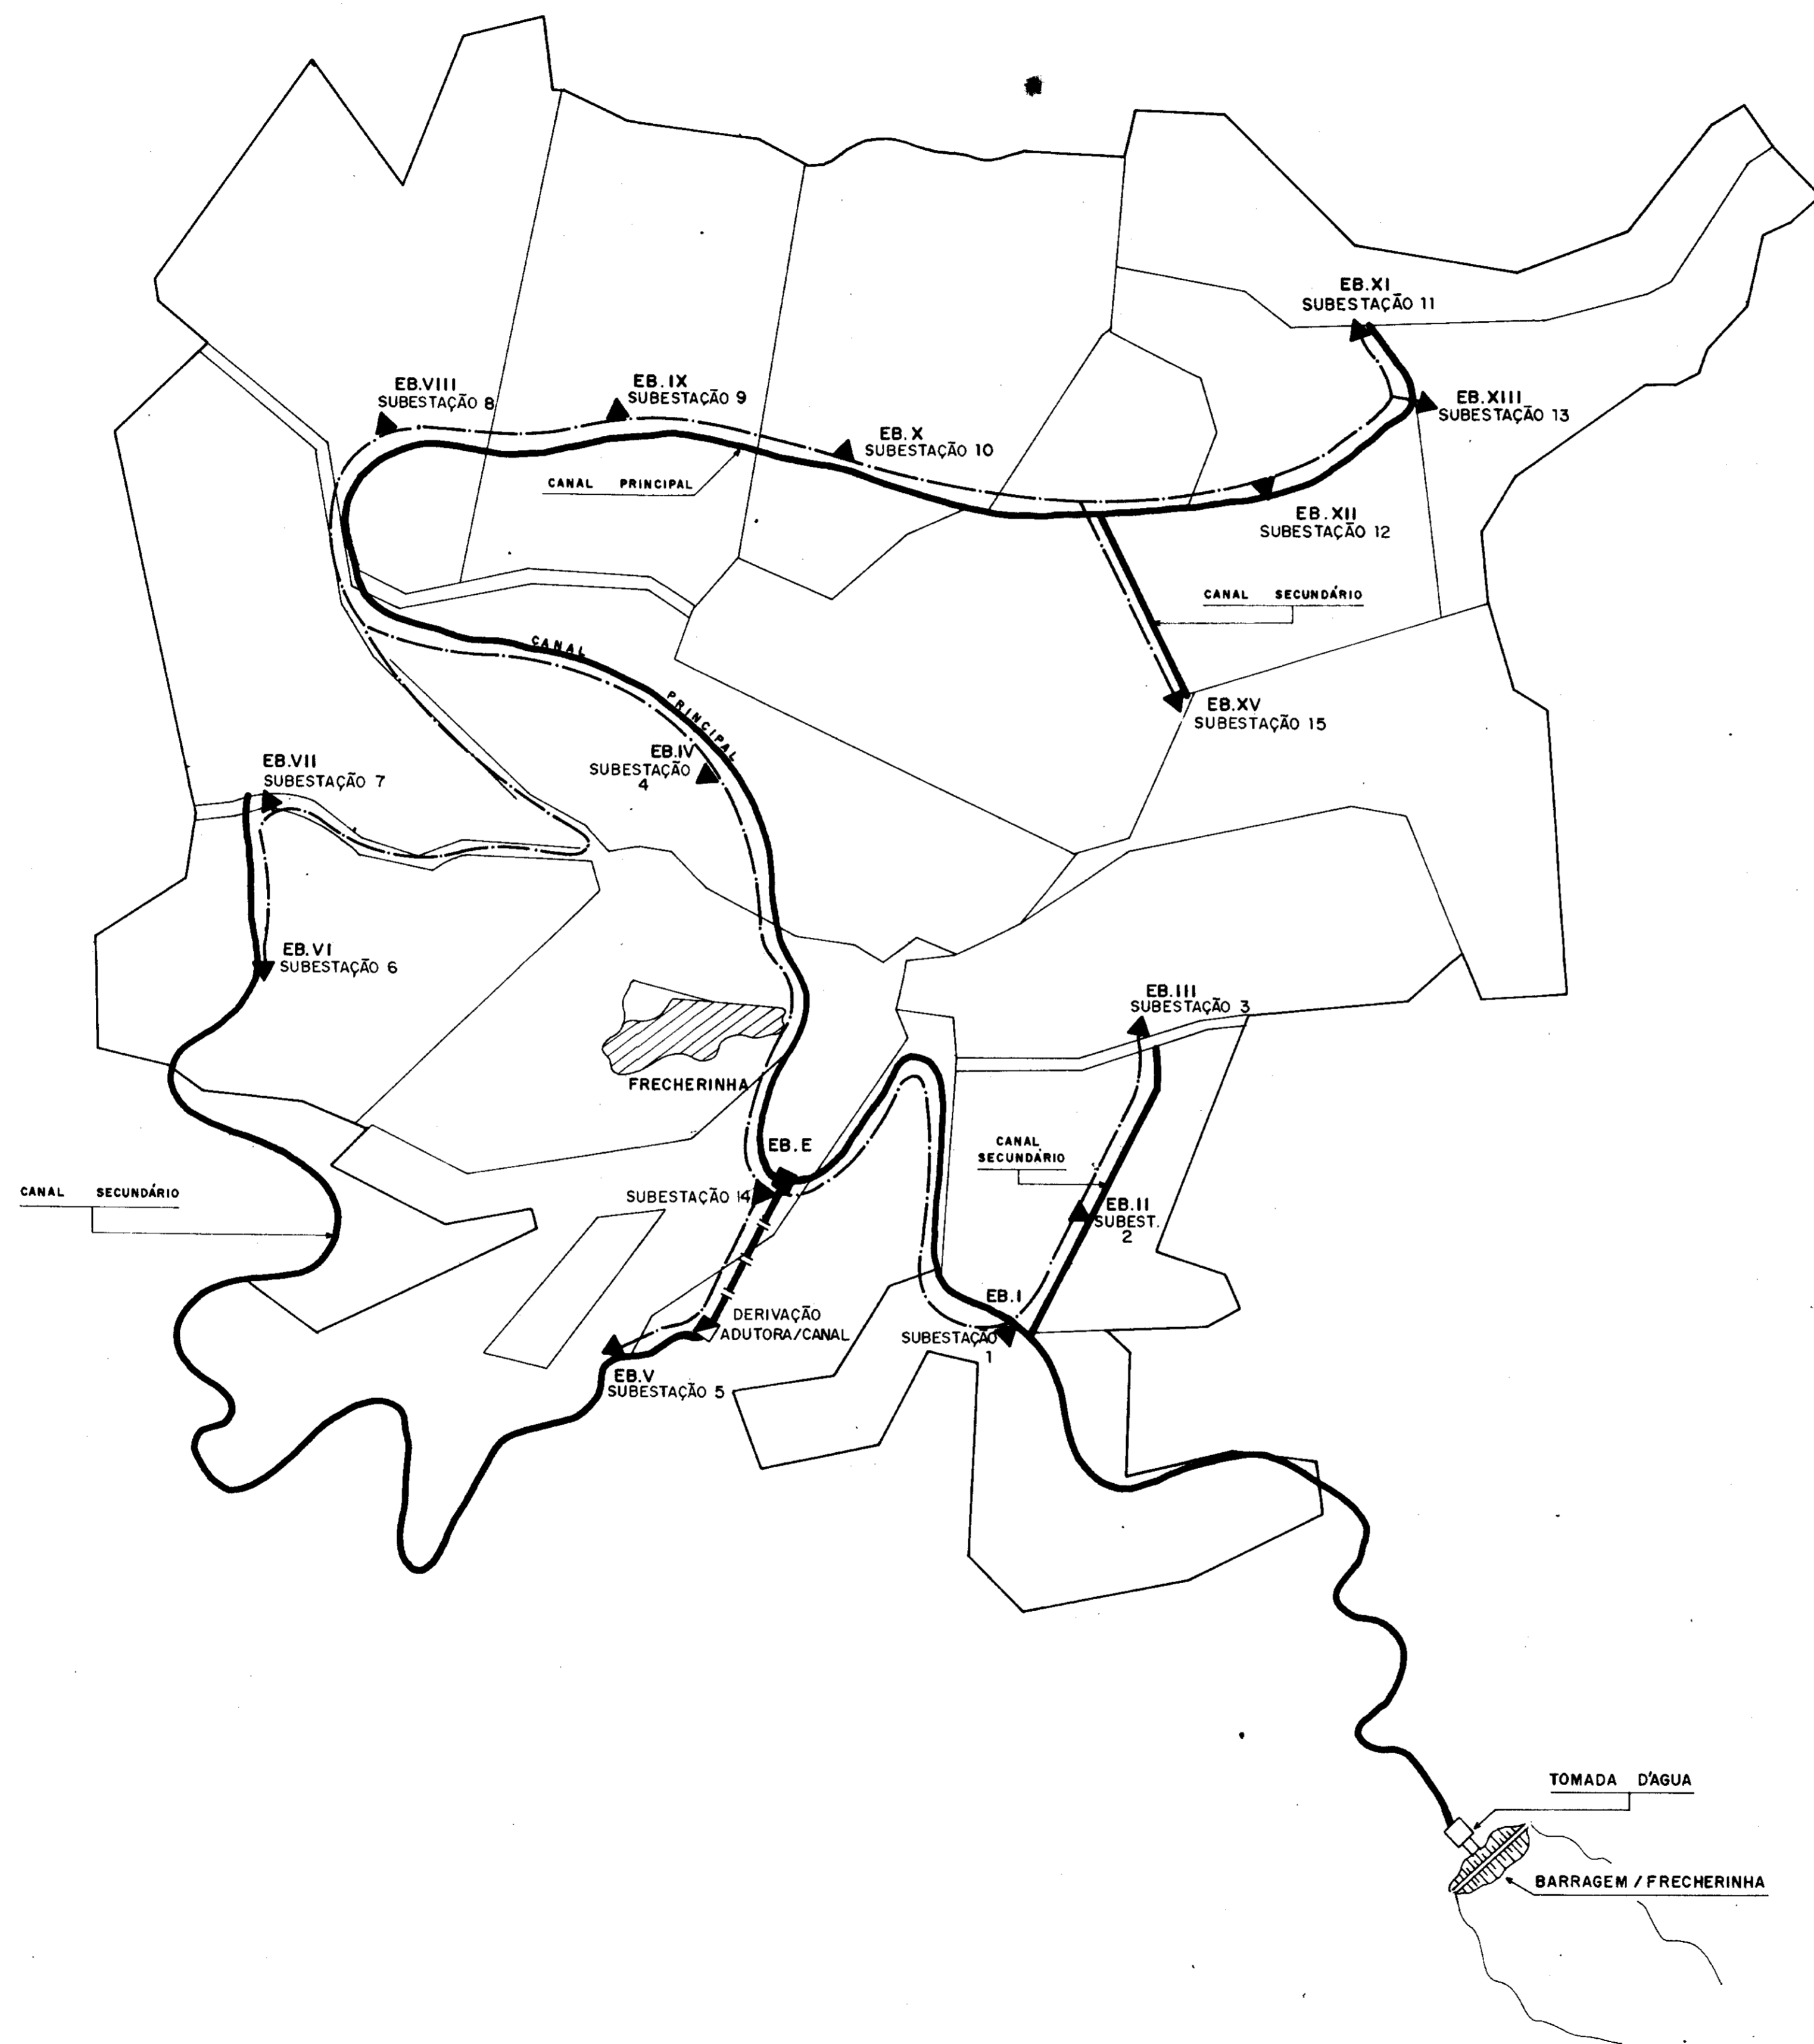 EB.XI
SUBESTAÇÃO 11
EB.VIII
SUBESTAÇÃO 8
EB.IX
SUBESTAÇÃO 9
EB.XIII
SUBESTAÇÃO 13
EB.X
SUBESTAÇÃO 10
CANAL PRINCIPAL
EB.XII
SUBESTAÇÃO 12
CANAL SECUNDÁRIO
CANAL PRINCIPAL
EB.XV
SUBESTAÇÃO 15
EB.IV
SUBESTAÇÃO
4
EB.VII
SUBESTAÇÃO 7
EB.VI
SUBESTAÇÃO 6
EB.III
SUBESTAÇÃO 3
FRECHERINHA
EB.E
CANAL
SECUNDÁRIO
SUBESTAÇÃO 14
CANAL SECUNDÁRIO
EB.II
SUBEST.
2
EB.I
DERIVAÇÃO
ADUTORA/CANAL
SUBESTAÇÃO
1
EB.V
SUBESTAÇÃO 5
TOMADA D'AGUA
BARRAGEM / FRECHERINHA